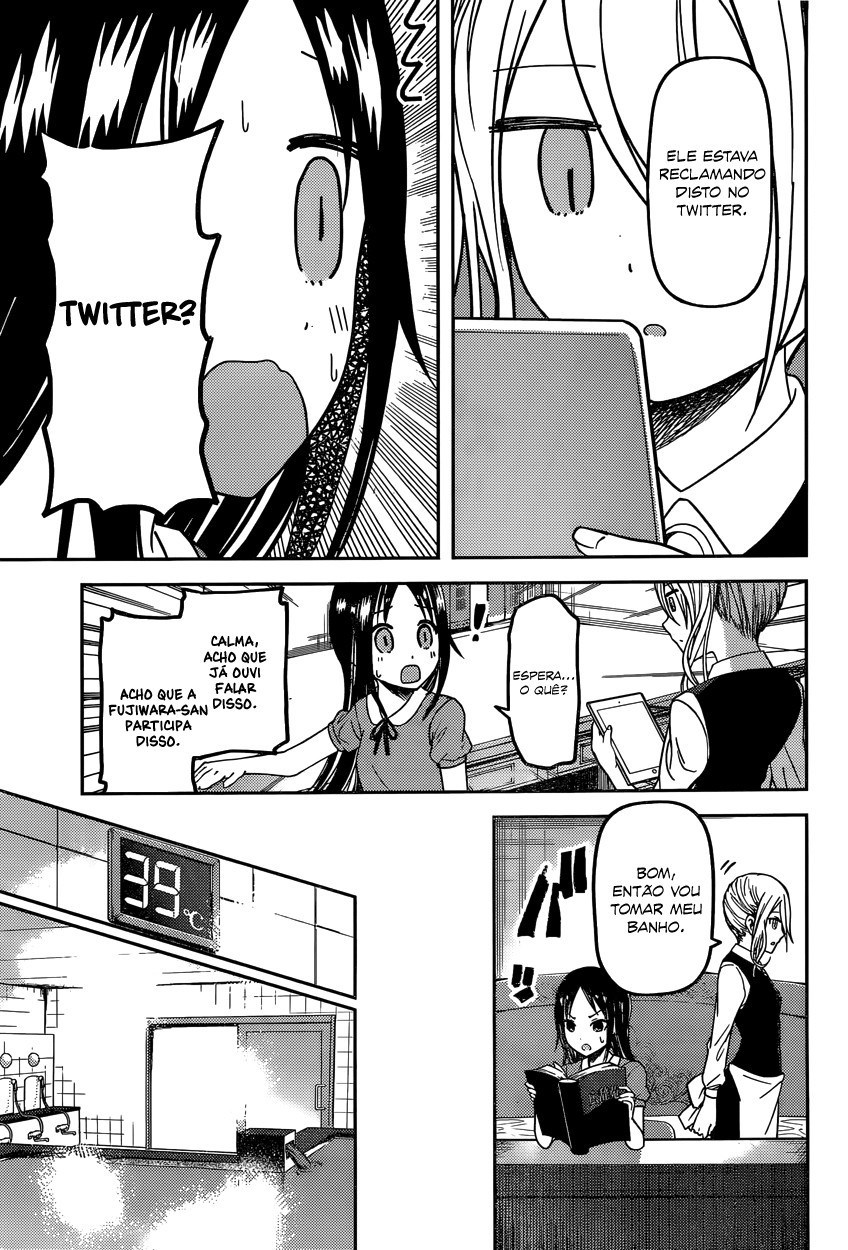 ELE ESTAVA
RECLAMANDO
DISTO NO
TWITTER.
TWITTER?
ESPERA...
O QUÊ?
!
CALMA,
ACHO QUE
JÁ OUVI
FALAR
DISSO.
ACHO QUE A
FUJIWARA-SAN
PARTICIPA
DISSO.
BOM,
ENTÃO VOU
TOMAR MEU
BANHO.
39°C